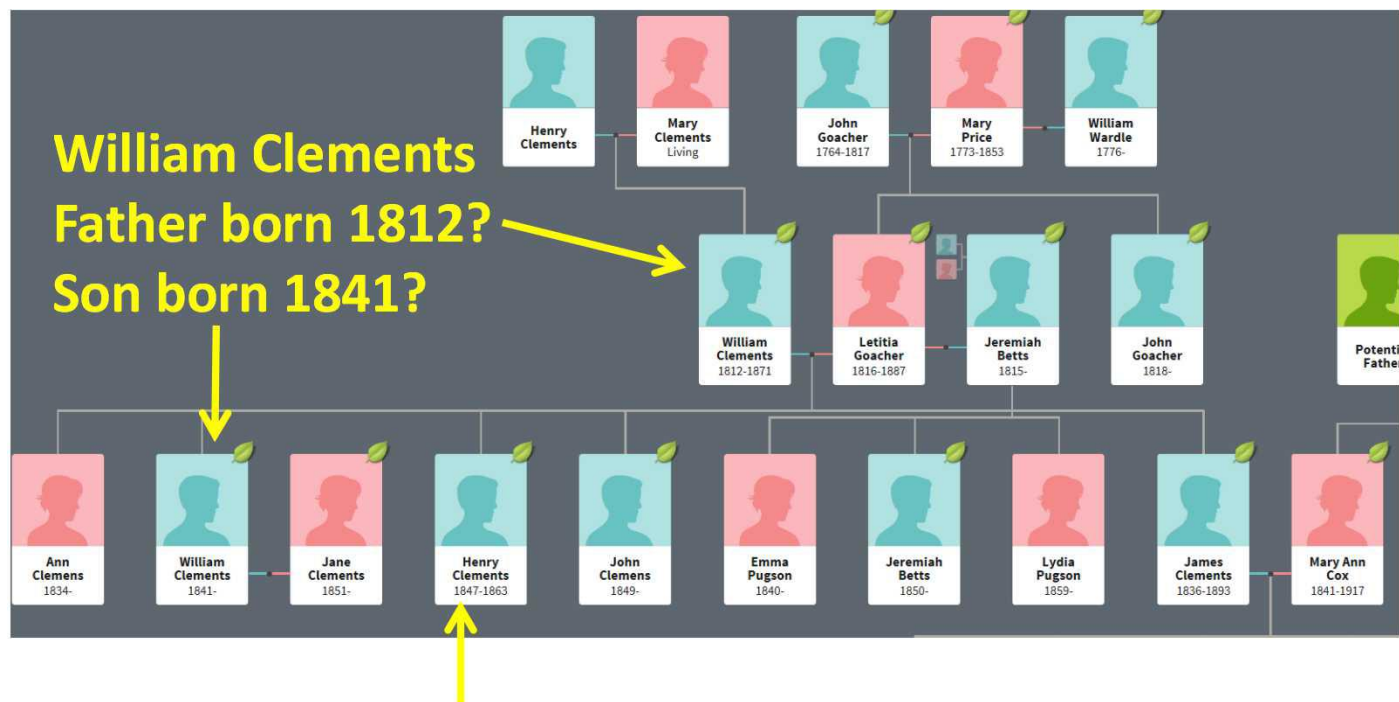 Henry
Clements
Mary
Clements
Living
John
Goacher
1764-1817
Mary
Price
1773-1853
William
Wardle
1776-
William Clements
Father born 1812?
Son born 1841?
William
Clements
1812-1871
Letitia
Goacher
1816-1887
Jeremiah
Betts
1815-
John
Goacher
1818-
Father
Ann
Clemens
1834-
William
Clements
1841-
Jane
Clements
1851-
Henry
Clements
1847-1863
John
Clemens
1849-
Emma
Pugson
1840-
Jeremiah
Betts
1850-
Lydia
Pugson
1859-
James
Clements
1836-1893
Mary Ann
Cox
1841-1917